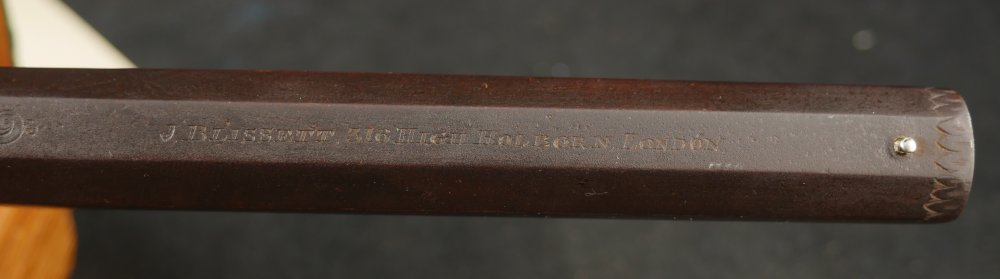 J BLISSETT, 316 HIGH HOLBORN LONDON